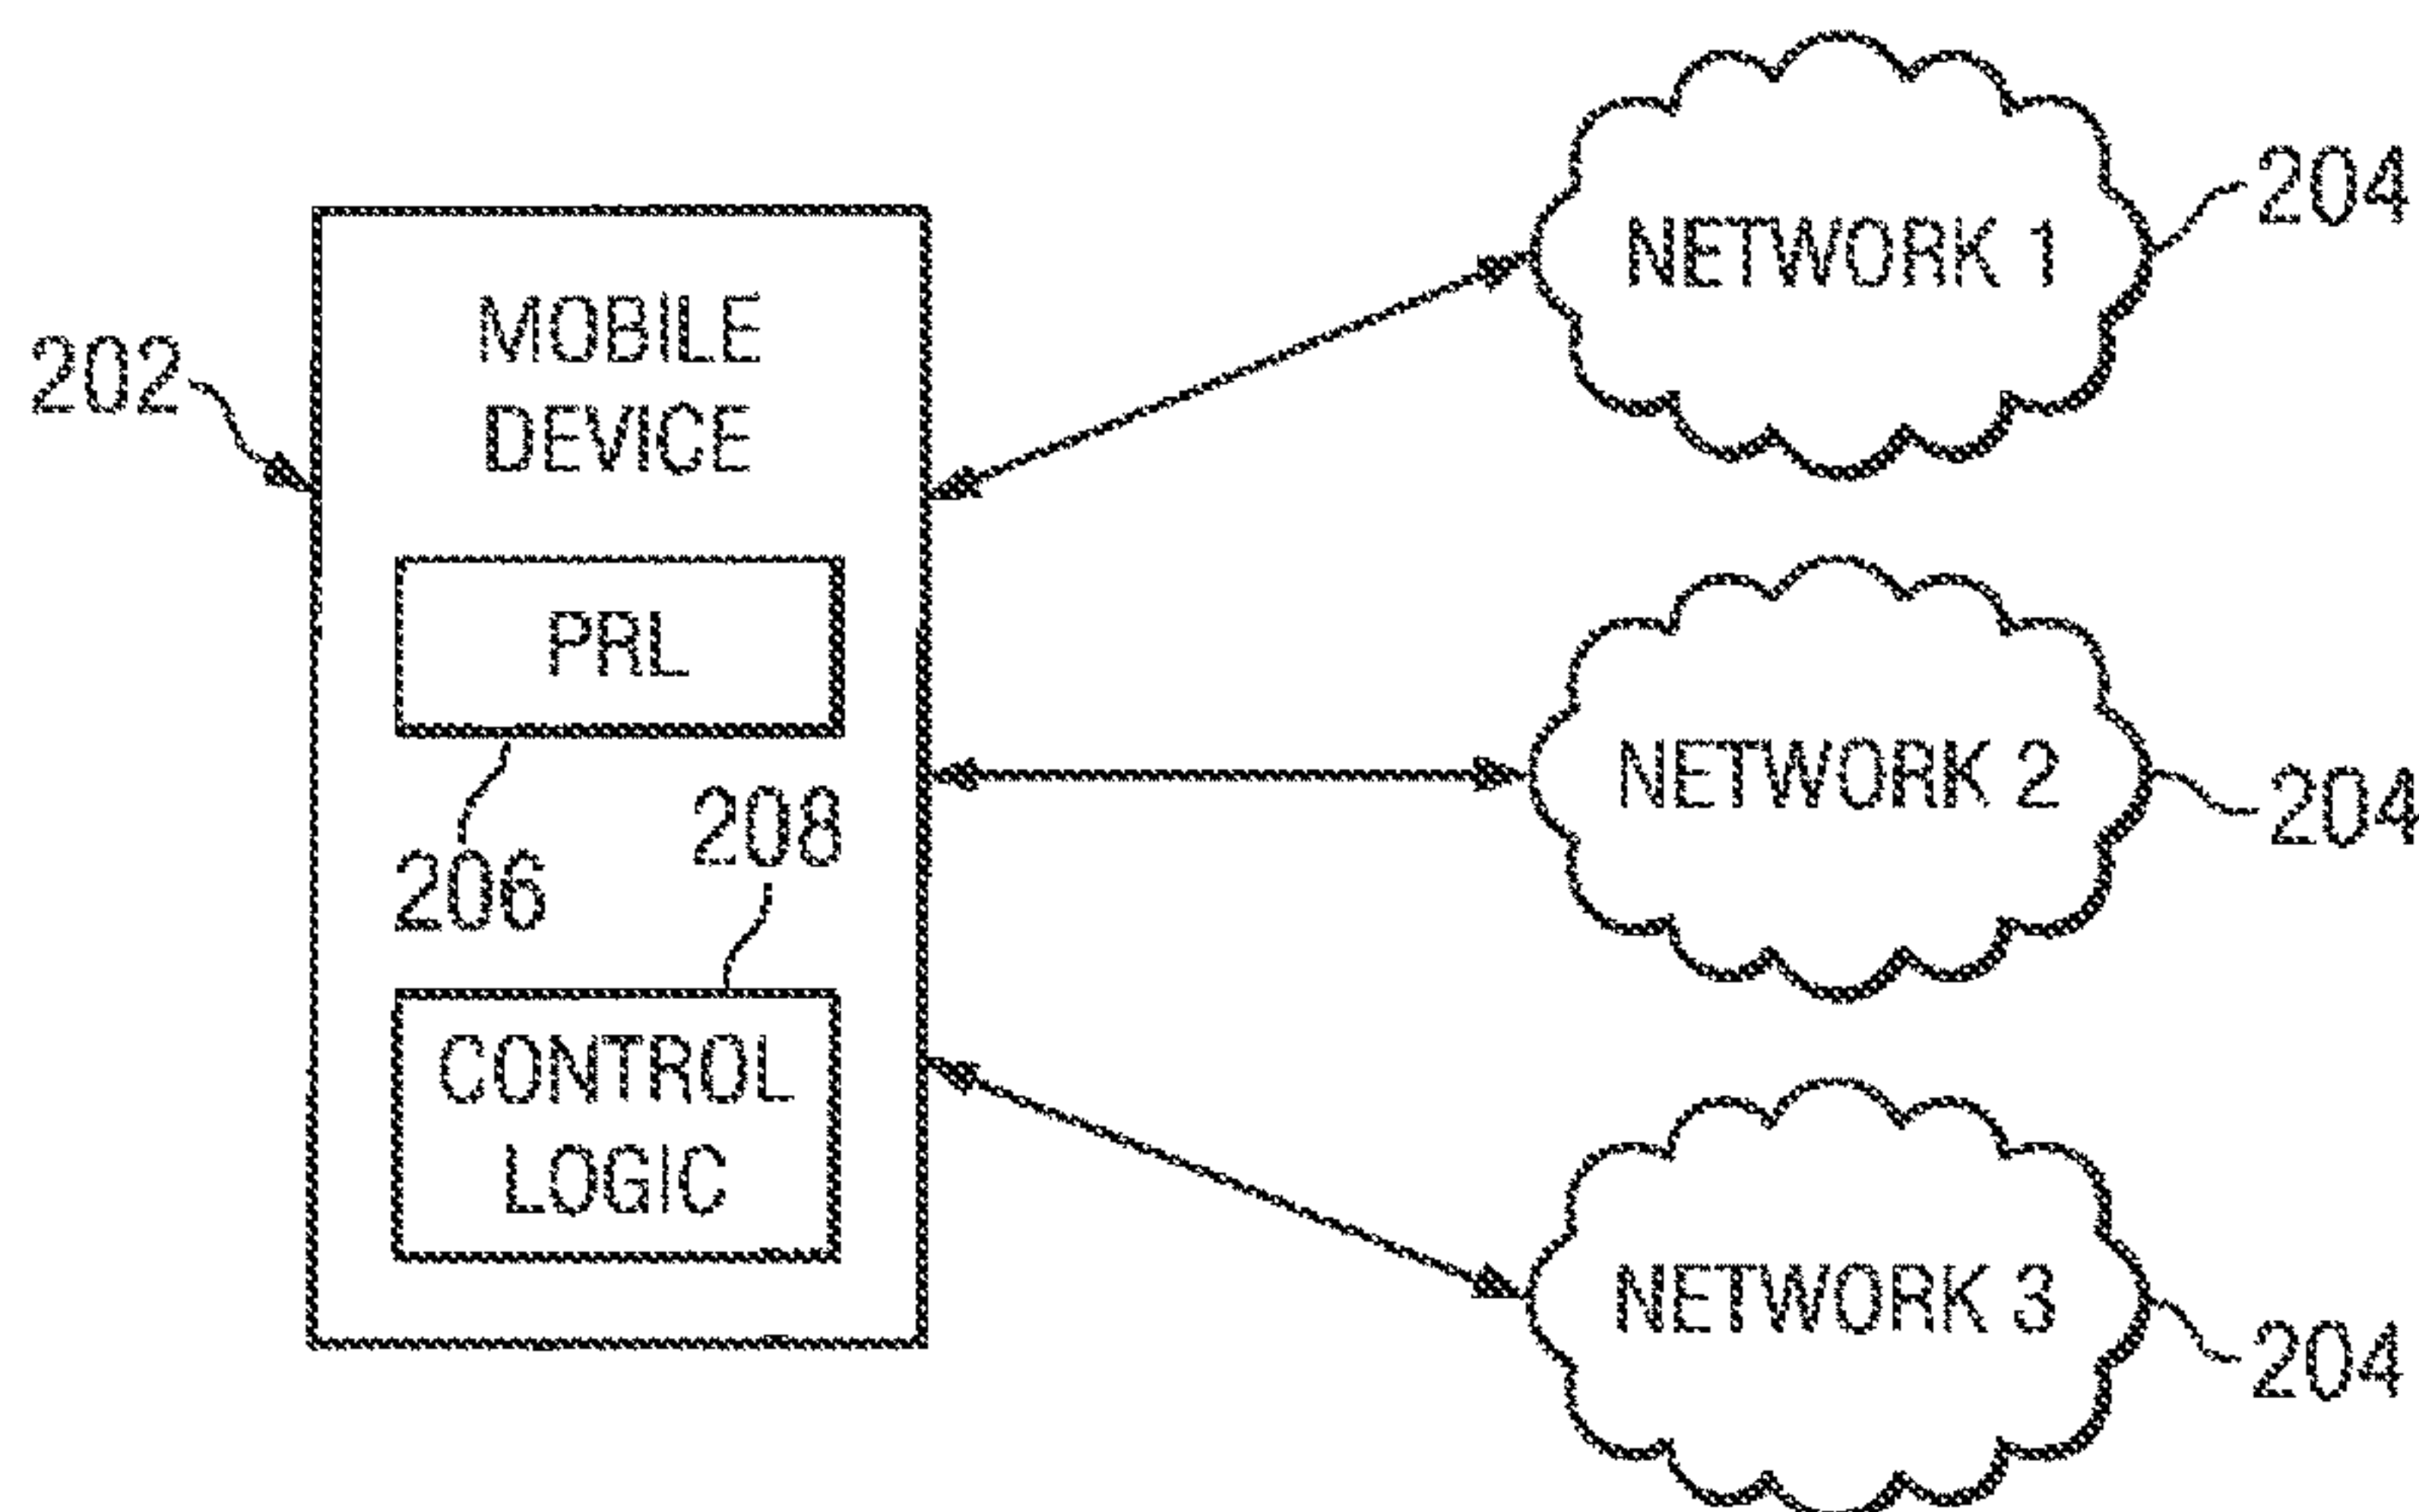 202
MOBILE
DEVICE
PRL
206
208
CONTROL
LOGIC
NETWORK 1
204
NETWORK 2
204
NETWORK 3
204